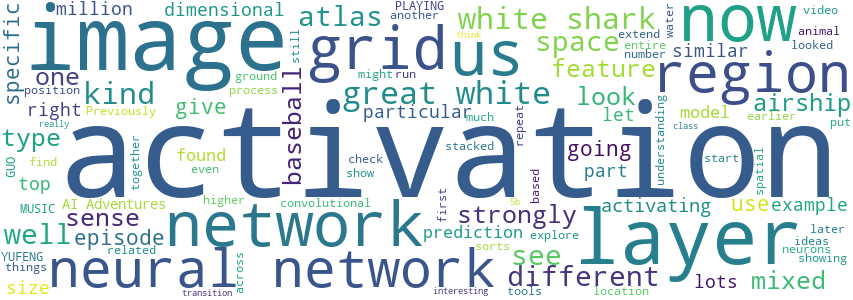 million
dimensional
atlas
PLAYING
another
white shark
now
video
specific
image
still
think
grid
us
space
extend
entire
number
water
animal
looked
one
position
ground
process
kind
might run
feature
similar
region
right
Previously
give
baseball
great white
look
airship
particular
much
let
model
earlier
put
type
really
activation
class
GUO
find
together
found
even
check
show
stacked
repeat
going
part
understanding
start
spatial
top
MUSIC
AI Adventures
higher
convolutional
first
5b
based
activating
use
example
sense
strongly
well
episode
related
across
network
prediction
sorts
explore
layer
later
ideas
neurons
showing
YUFENG
things
see
size
neural network
different
lots
mixed
transition
interesting
tools
location